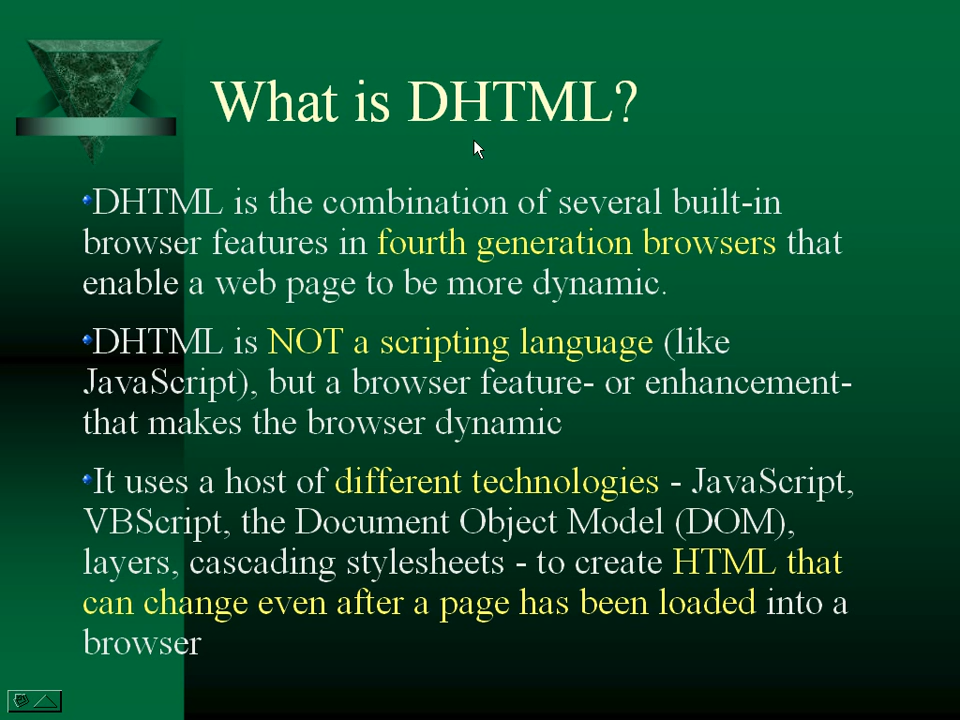 What is DHTML?
DHTML is the combination of several built-in
browser features in fourth generation browsers that
enable a web page to be more dynamic.
DHTML is NOT a scripting language (like
JavaScript), but a browser feature- or enhancement-
that makes the browser dynamic
It uses a host of different technologies - JavaScript,
VBScript, the Document Object Model (DOM),
layers, cascading stylesheets - to create HTML that
can change even after a page has been loaded into a
browser